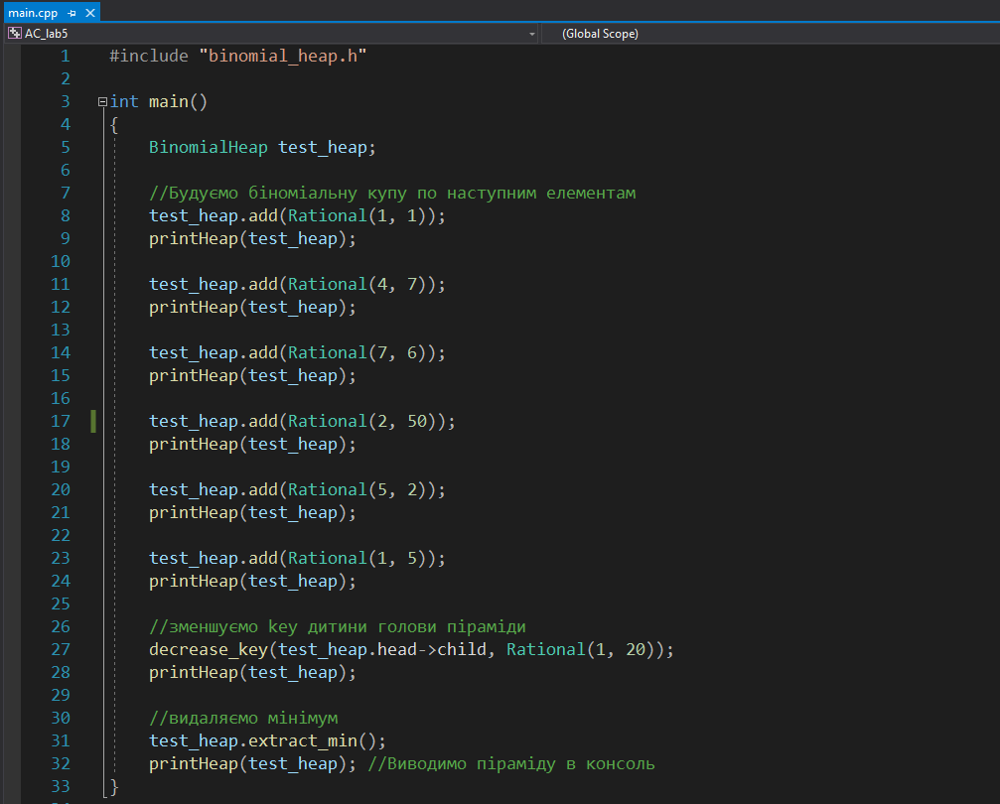 main.cpp
AC_lab5 (Global Scope)
1 #include "binomial_heap.h"
2
3 int main()
4 {
5 BinomialHeap test_heap;
6
7 //Будуємо біноміальну купу по наступним елементам
8 test_heap.add(Rational(1, 1));
9 printHeap(test_heap);
10
11 test_heap.add(Rational(4, 7));
12 printHeap(test_heap);
13
14 test_heap.add(Rational(7, 6));
15 printHeap(test_heap);
16
17 test_heap.add(Rational(2, 50));
18 printHeap(test_heap);
19
20 test_heap.add(Rational(5, 2));
21 printHeap(test_heap);
22
23 test_heap.add(Rational(1, 5));
24 printHeap(test_heap);
25
26 //зменшуємо key дитини голови піраміди
27 decrease_key(test_heap.head->child, Rational(1, 20));
28 printHeap(test_heap);
29
30 //видаляємо мінімум
31 test_heap.extract_min();
32 printHeap(test_heap); //Виводимо піраміду в консоль
33 }